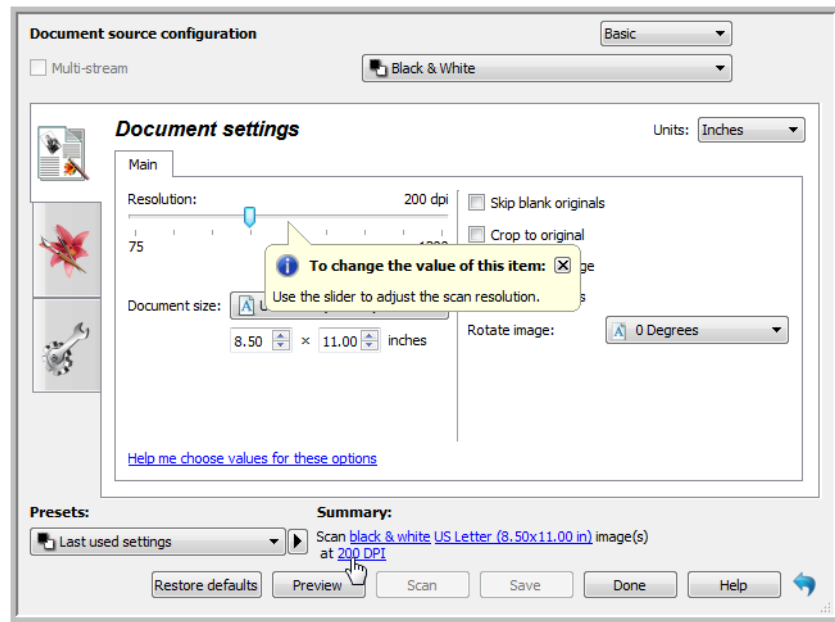 Document source configuration
Basic
Multi-stream
Black & White
Document settings
Units: Inches
Main
Resolution: 200 dpi
Skip blank originals
75
Crop to original
To change the value of this item:
Use the slider to adjust the scan resolution.
Document size:
8.50 × 11.00 inches
Rotate image: 0 Degrees
Help me choose values for these options
Presets:
Summary:
Last used settings
Scan black & white US Letter (8.50x11.00 in) image(s)
at 200 DPI
Restore defaults
Preview
Scan
Save
Done
Help